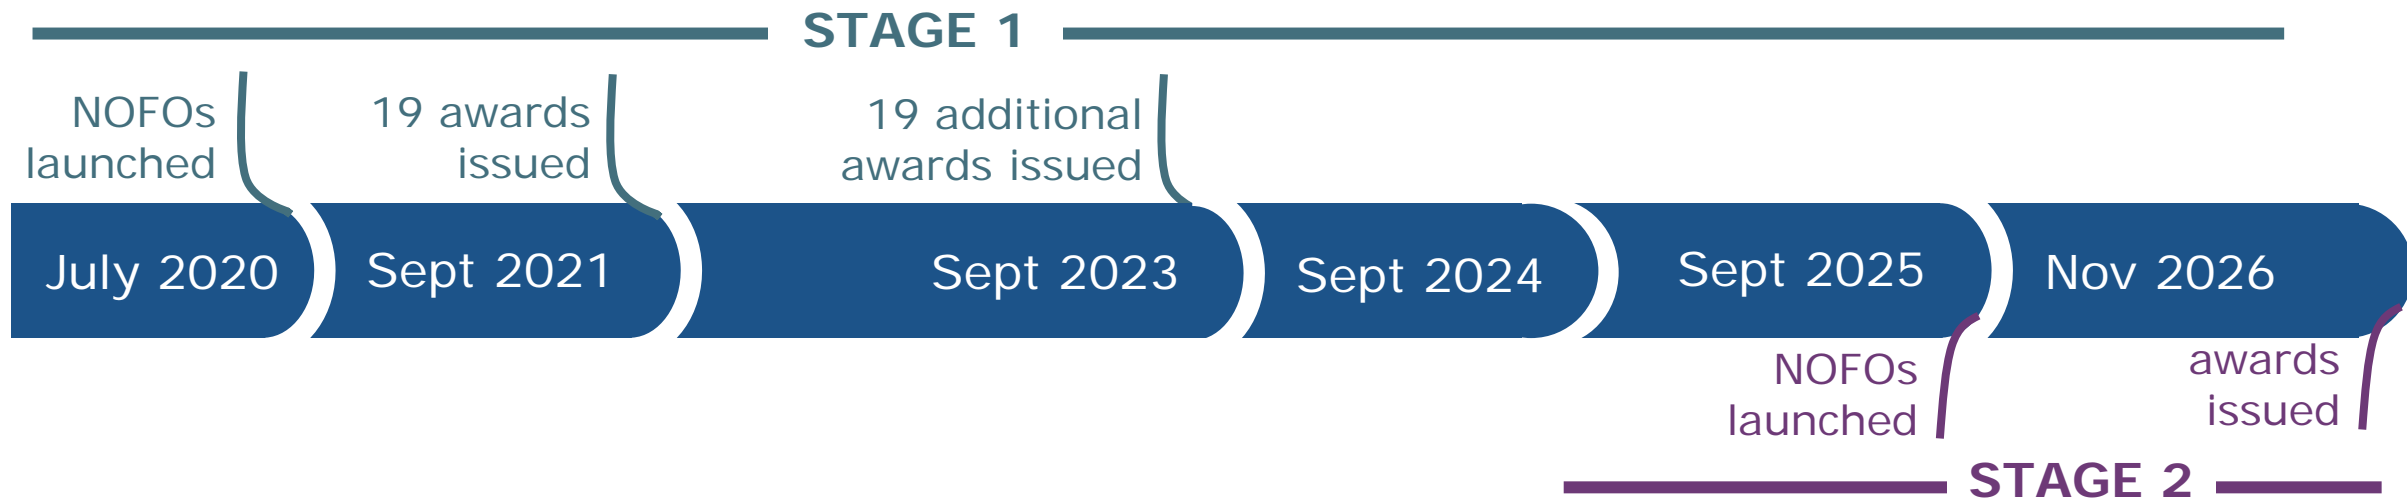 STAGE 1
NOFOs
launched
19 awards
issued
19 additional
awards issued
July 2020
Sept 2021
Sept 2023
Sept 2024
Sept 2025
Nov 2026
NOFOs
launched
awards
issued
STAGE 2